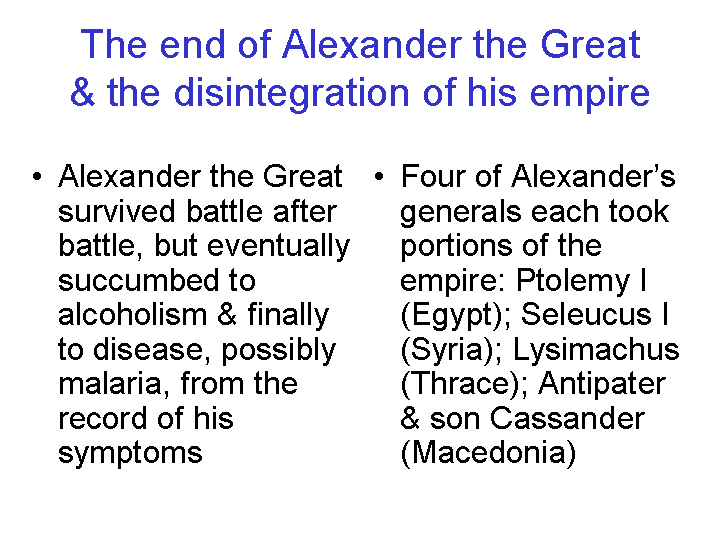 The end of Alexander the Great
& the disintegration of his empire
• Alexander the Great
survived battle after
battle, but eventually
succumbed to
alcoholism & finally
to disease, possibly
malaria, from the
record of his
symptoms
• Four of Alexander’s
generals each took
portions of the
empire: Ptolemy I
(Egypt); Seleucus I
(Syria); Lysimachus
(Thrace); Antipater
& son Cassander
(Macedonia)